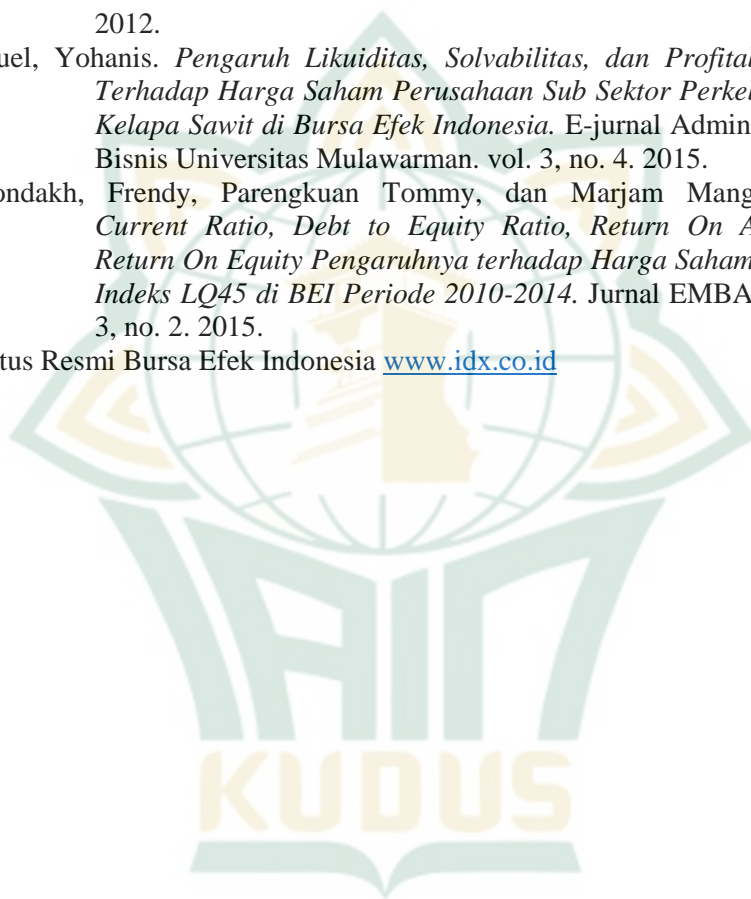 2012.
uel, Yohanis. Pengaruh Likuiditas, Solvabilitas, dan Profital
Terhadap Harga Saham Perusahaan Sub Sektor Perkel
Kelapa Sawit di Bursa Efek Indonesia. E-jurnal Admin
Bisnis Universitas Mulawarman. vol. 3, no. 4. 2015.
ondakh, Frendy, Parengkuan Tommy, dan Marjam Mang
Current Ratio, Debt to Equity Ratio, Return On A
Return On Equity Pengaruhnya terhadap Harga Saham
Indeks LQ45 di BEI Periode 2010-2014. Jurnal EMBA
3, no. 2. 2015.
tus Resmi Bursa Efek Indonesia www.idx.co.id
IAIN
KUDUS